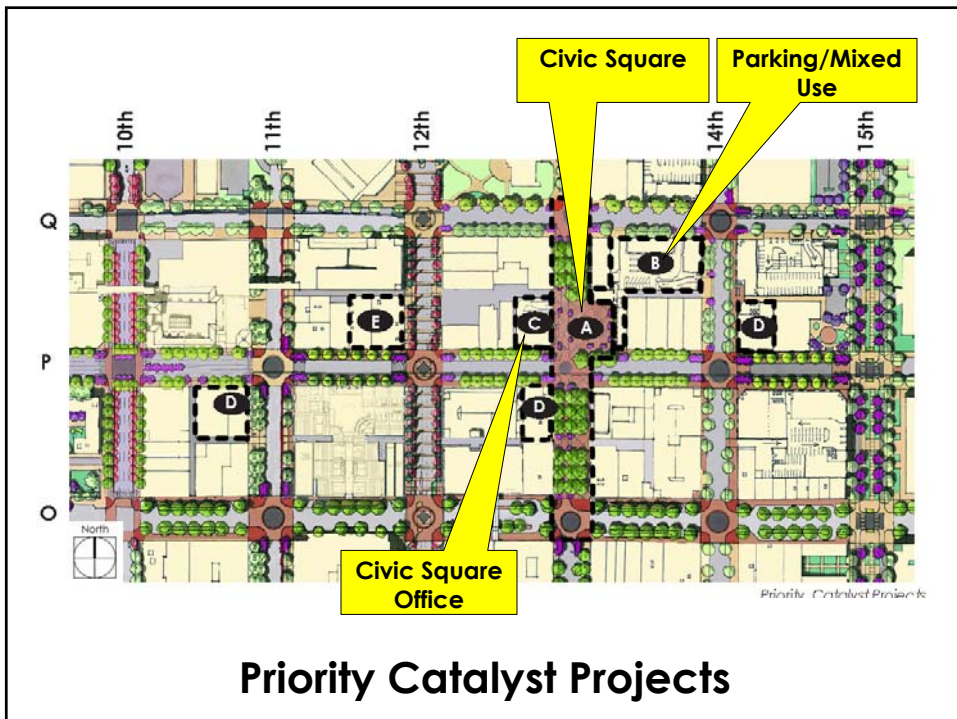 Civic Square
Parking/Mixed
Use
10th
11th
12th
14th
15th
Q
B
E
C
A
D
P
D
D
O
North
Civic Square
Office
Priority Catalyst Projects
Priority Catalyst Projects